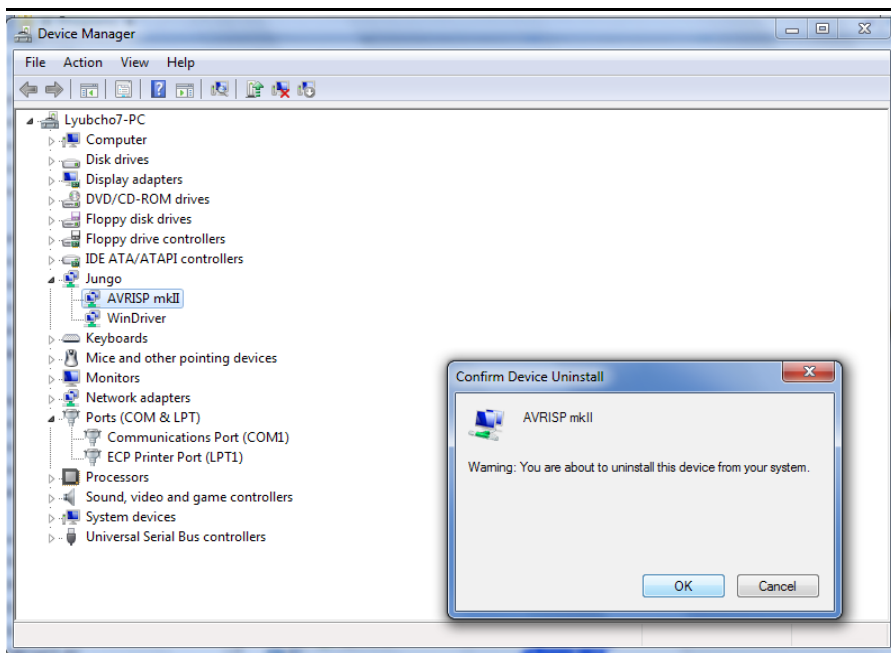 Device Manager
File Action View Help
Lyubcho7-PC
Computer
Disk drives
Display adapters
DVD/CD-ROM drives
Floppy disk drives
Floppy drive controllers
IDE ATA/ATAPI controllers
Jungo
AVRISP mkII
WinDriver
Keyboards
Mice and other pointing devices
Monitors
Network adapters
Ports (COM & LPT)
Communications Port (COM1)
ECP Printer Port (LPT1)
Processors
Sound, video and game controllers
System devices
Universal Serial Bus controllers
Confirm Device Uninstall
AVRISP mkII
Warning: You are about to uninstall this device from your system.
OK Cancel